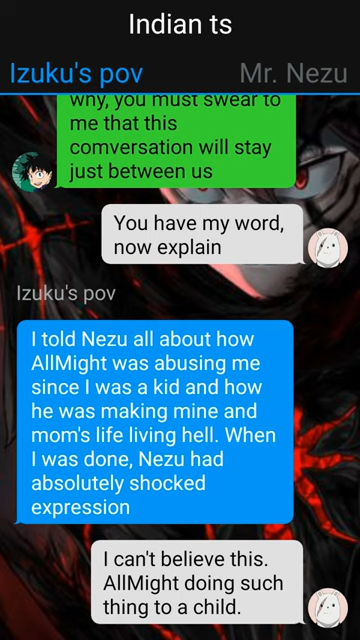 Indian ts
Izuku's pov
Mr. Nezu
why, you must swear to
me that this
comversation will stay
just between us
You have my word,
now explain
Izuku's pov
I told Nezu all about how
AllMight was abusing me
since I was a kid and how
he was making mine and
mom's life living hell. When
I was done, Nezu had
absolutely shocked
expression
I can't believe this.
AllMight doing such
thing to a child.